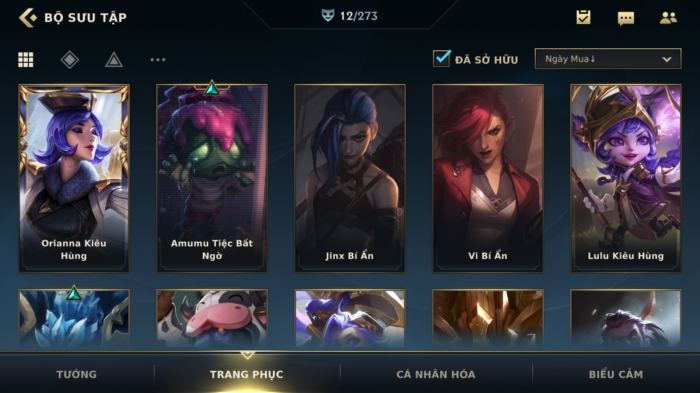 BỘ SƯU TẬP
12/273
ĐÃ SỞ HỮU
Ngày Mua↓
Orianna Kiêu
Hùng
Amumu Tiệc Bất
Ngờ
Jinx Bí Ẩn
Vi Bí Ẩn
Lulu Kiêu Hùng
TƯỚNG
TRANG PHỤC
CÁ NHÂN HÓA
BIỂU CẢM